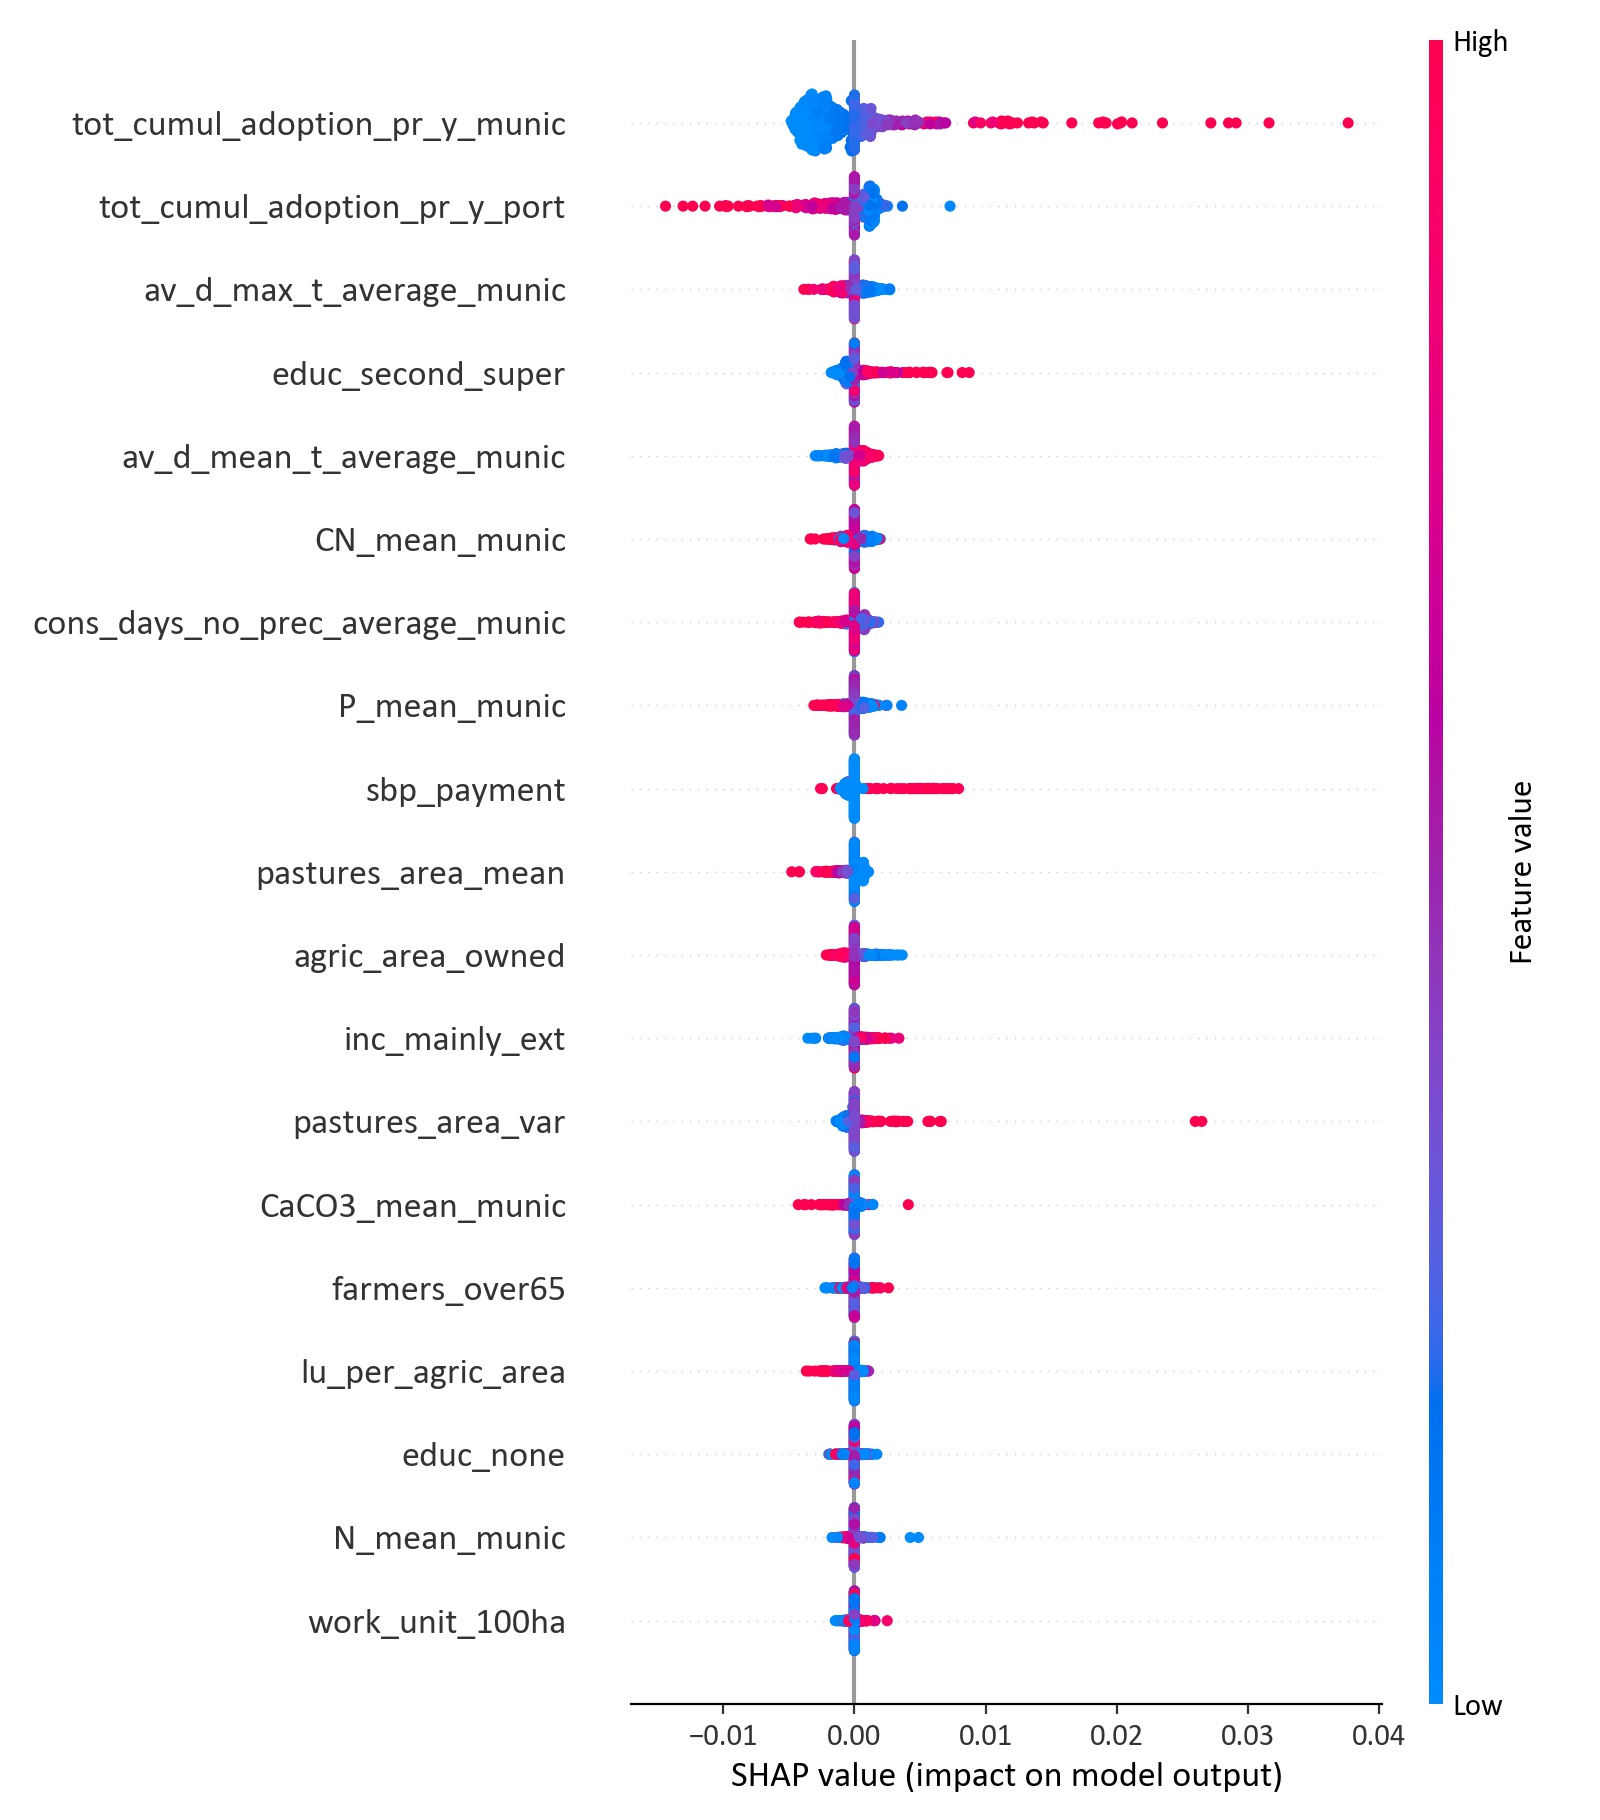 High
tot_cumul_adoption_pr_y_munic
tot_cumul_adoption_pr_y_port
av_d_max_t_average_munic
educ_second_super
av_d_mean_t_average_munic
CN_mean_munic
cons_days_no_prec_average_munic
P_mean_munic
sbp_payment
pastures_area_mean
agric_area_owned
inc_mainly_ext
pastures_area_var
CaCO3_mean_munic
farmers_over65
lu_per_agric_area
educ_none
N_mean_munic
work_unit_100ha
Feature value
Low
−0.01 0.00 0.01 0.02 0.03 0.04
SHAP value (impact on model output)